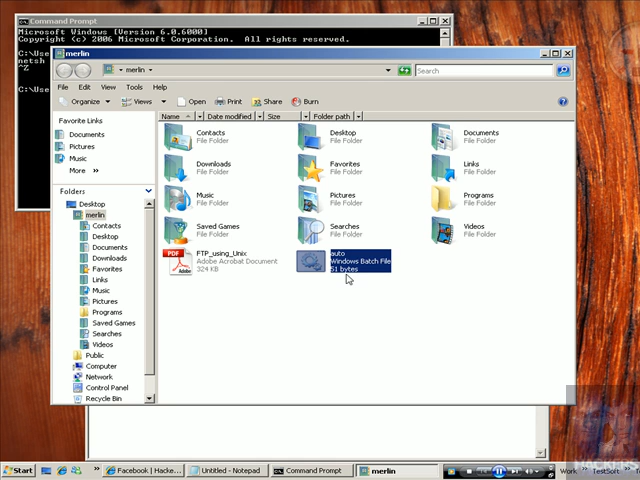 Command Prompt
Microsoft Windows [Version 6.0.6000]
Copyright (c) 2006 Microsoft Corporation. All rights reserved.
C:\Use
netsh
^Z
C:\Use
merlin
merlin
Search
File Edit View Tools Help
Organize Views Open Print Share Burn
Favorite Links
Documents
Pictures
Music
More »
Folders
Desktop
merlin
Contacts
Desktop
Documents
Downloads
Favorites
Links
Music
Pictures
Programs
Saved Games
Searches
Videos
Public
Computer
Network
Control Panel
Recycle Bin
Name Date modified Size Folder path
Contacts
File Folder
Desktop
File Folder
Documents
File Folder
Downloads
File Folder
Favorites
File Folder
Links
File Folder
Music
File Folder
Pictures
File Folder
Programs
File Folder
Saved Games
File Folder
Searches
File Folder
Videos
File Folder
FTP_using_Unix
Adobe Acrobat Document
324 KB
PDF
Adobe
auto
Windows Batch File
51 bytes
Start » Facebook | Hacke... Untitled - Notepad Command Prompt merlin Work » TestSoft »